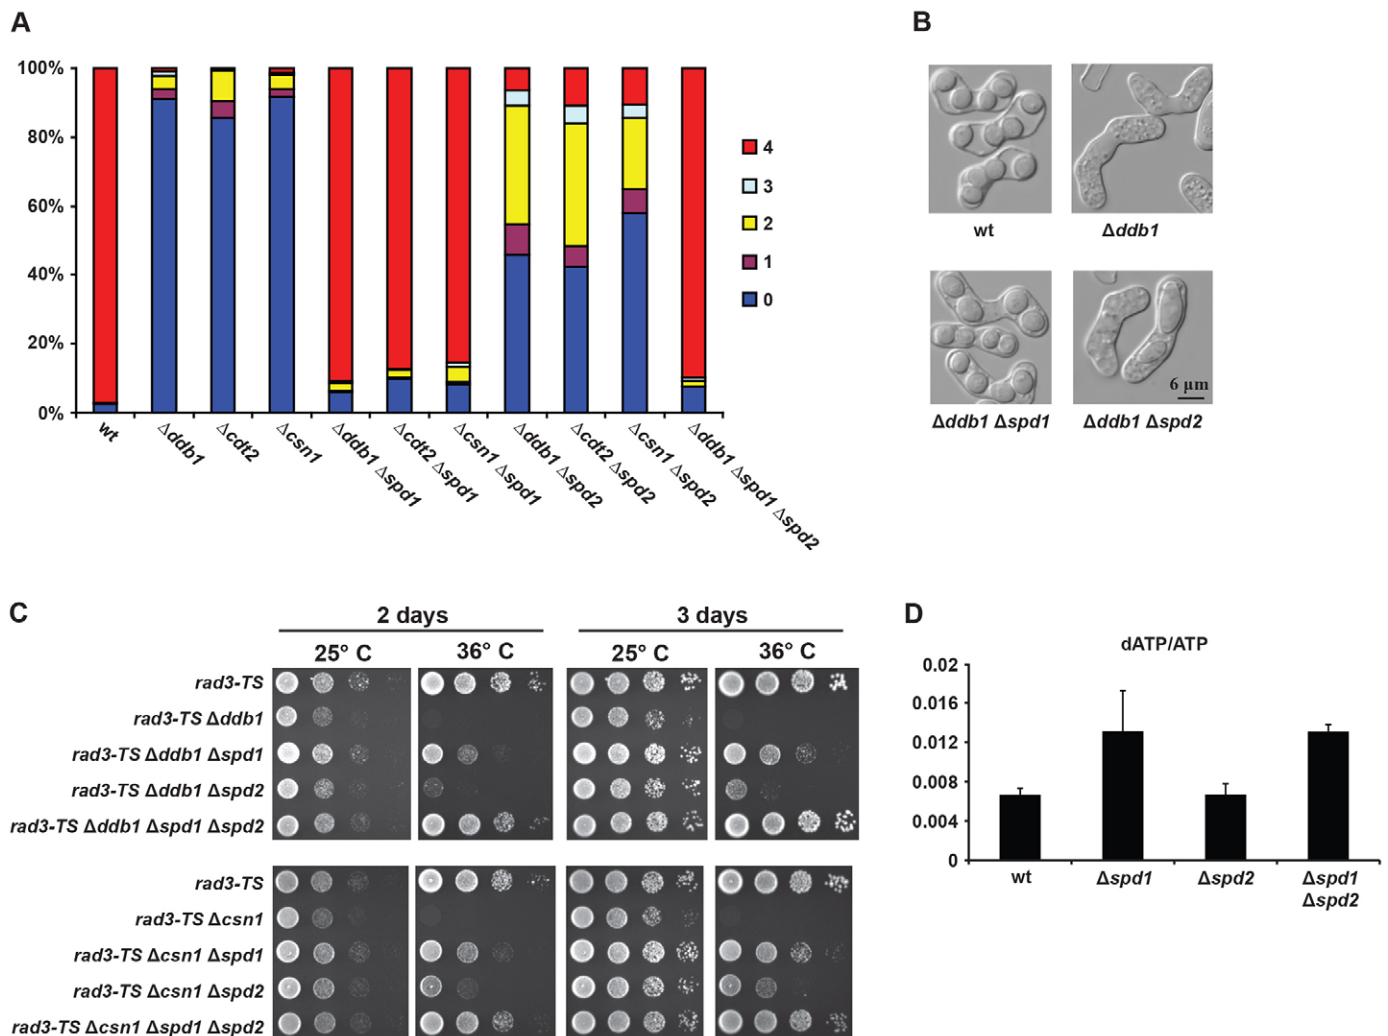 A
100%
80%
60%
40%
20%
0%
wt
Δddb1
Δcdt2
Δcsn1
Δddb1 Δspd1
Δcdt2 Δspd1
Δcsn1 Δspd1
Δddb1 Δspd2
Δcdt2 Δspd2
Δcsn1 Δspd2
Δddb1 Δspd1 Δspd2
4
3
2
1
0
B
wt
Δddb1
Δddb1 Δspd1
Δddb1 Δspd2
6 μm
C
2 days
3 days
25° C
36° C
25° C
36° C
rad3-TS
rad3-TS Δddb1
rad3-TS Δddb1 Δspd1
rad3-TS Δddb1 Δspd2
rad3-TS Δddb1 Δspd1 Δspd2
rad3-TS
rad3-TS Δcsn1
rad3-TS Δcsn1 Δspd1
rad3-TS Δcsn1 Δspd2
rad3-TS Δcsn1 Δspd1 Δspd2
D
dATP/ATP
0.02
0.016
0.012
0.008
0.004
0
wt
Δspd1
Δspd2
Δspd1
Δspd2